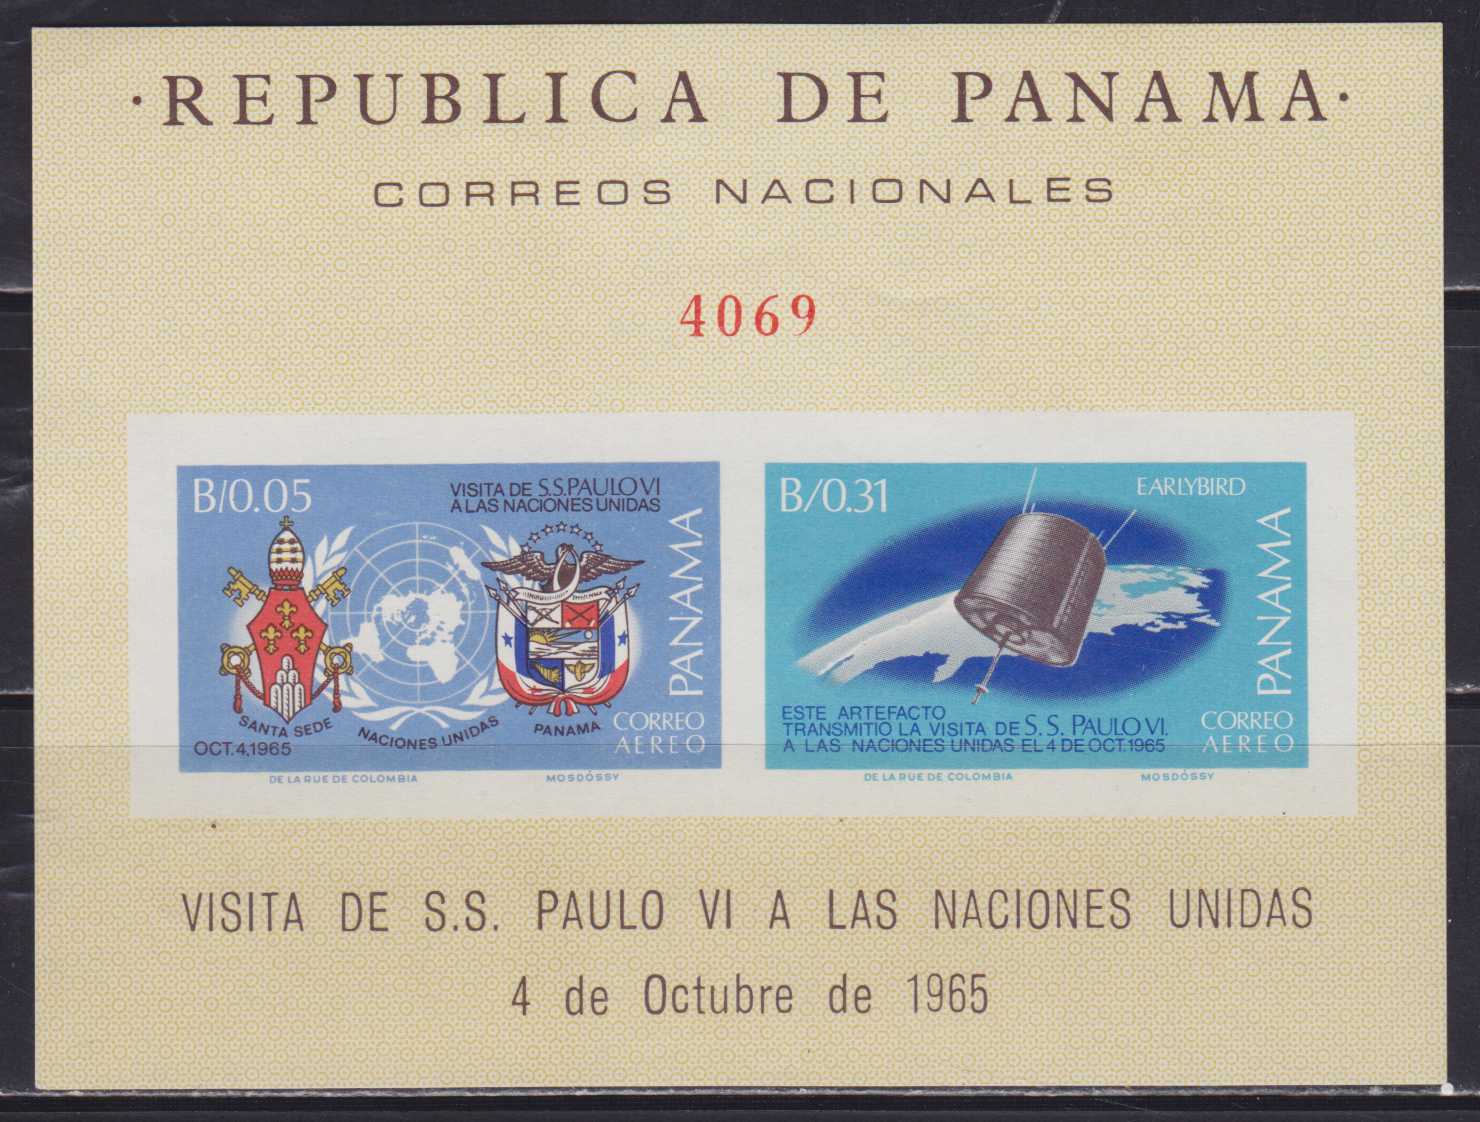 ·REPUBLICA DE PANAMA·
CORREOS NACIONALES
4069
B/0.05
VISITA DE S.S.PAULO VI
A LAS NACIONES UNIDAS
PANAMA
SANTA SEDE
NACIONES UNIDAS
PANAMA
OCT.4,1965
CORREO
AEREO
DE LA RUE DE COLOMBIA
MOSDÓSSY
B/0.31
EARLYBIRD
PANAMA
ESTE ARTEFACTO
TRANSMITIO LA VISITA DE S.S. PAULO VI.
A LAS NACIONES UNIDAS EL 4 DE OCT.1965
CORREO
AEREO
DE LA RUE DE COLOMBIA
MOSDÓSSY
VISITA DE S.S. PAULO VI A LAS NACIONES UNIDAS
4 de Octubre de 1965